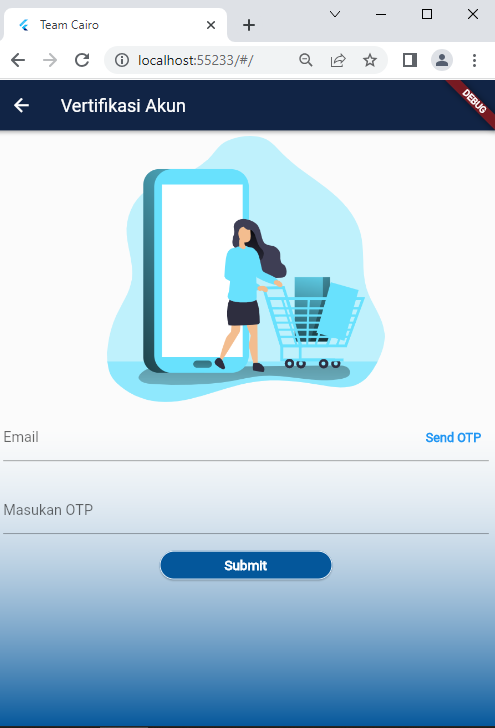 Team Cairo
localhost:55233/#/
Vertifikasi Akun
DEBUG
Email
Send OTP
Masukan OTP
Submit